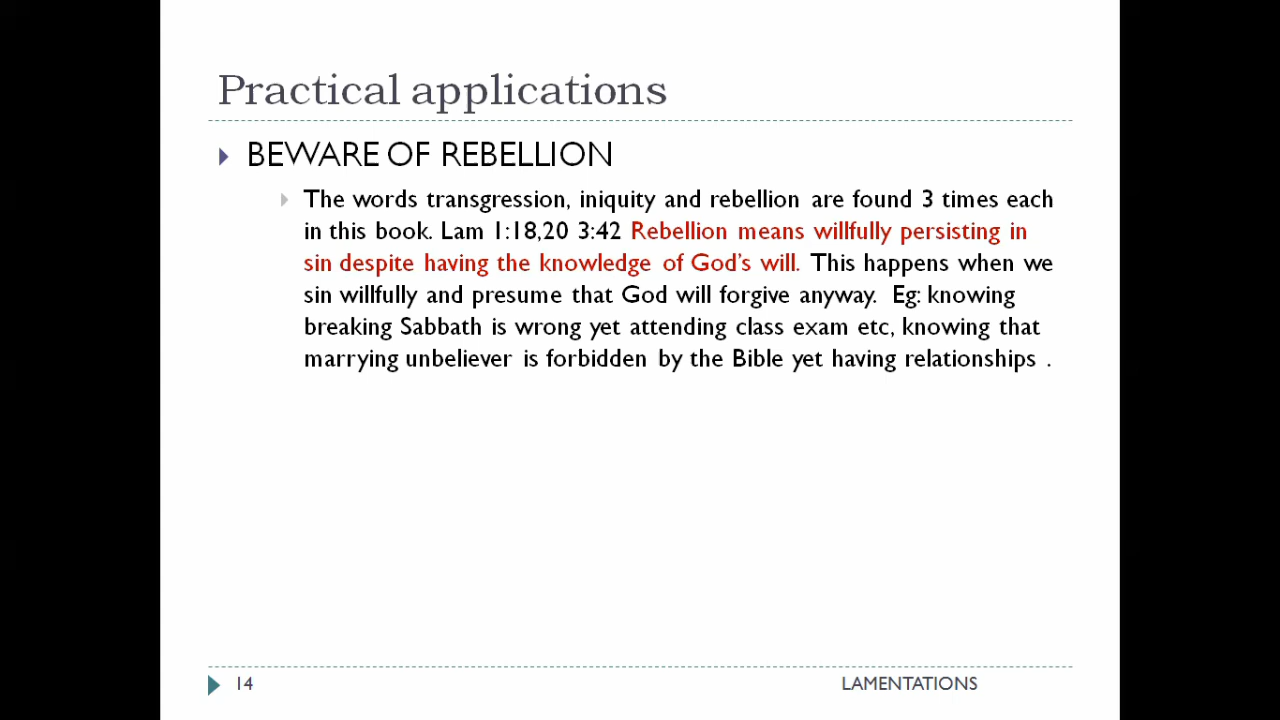 Practical applications
BEWARE OF REBELLION
The words transgression, iniquity and rebellion are found 3 times each
in this book. Lam 1:18,20 3:42 Rebellion means willfully persisting in
sin despite having the knowledge of God's will. This happens when we
sin willfully and presume that God will forgive anyway. Eg: knowing
breaking Sabbath is wrong yet attending class exam etc, knowing that
marrying unbeliever is forbidden by the Bible yet having relationships .
14 LAMENTATIONS